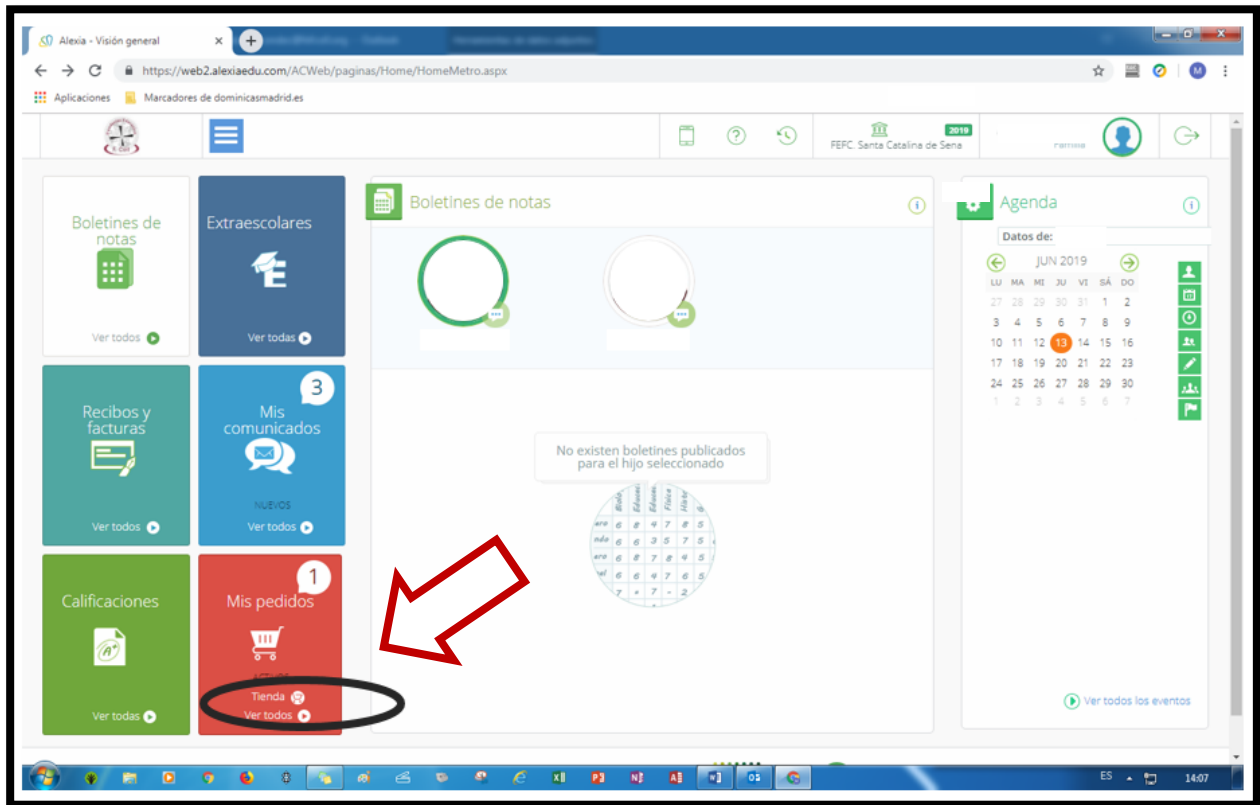 Alexia - Visión general
https://web2.alexiaedu.com/ACWeb/paginas/Home/HomeMetro.aspx
M
Aplicaciones
Marcadores de dominicasmadrid.es
2019
FEFC. Santa Catalina de Sena
Boletines de notas
Ver todos
Extraescolares
Ver todas
Boletines de notas
No existen boletines publicados
para el hijo seleccionado
Agenda
Datos de:
JUN 2019
LU MA MI JU VI SÁ DO
27 28 29 30 31 1 2
3 4 5 6 7 8 9
10 11 12 13 14 15 16
17 18 19 20 21 22 23
24 25 26 27 28 29 30
1 2 3 4 5 6 7
Ver todos los eventos
Recibos y
facturas
Ver todos
3
Mis
comunicados
NUEVOS
Ver todos
Calificaciones
A+
Ver todas
1
Mis pedidos
Tienda
Ver todos
ES
14:07